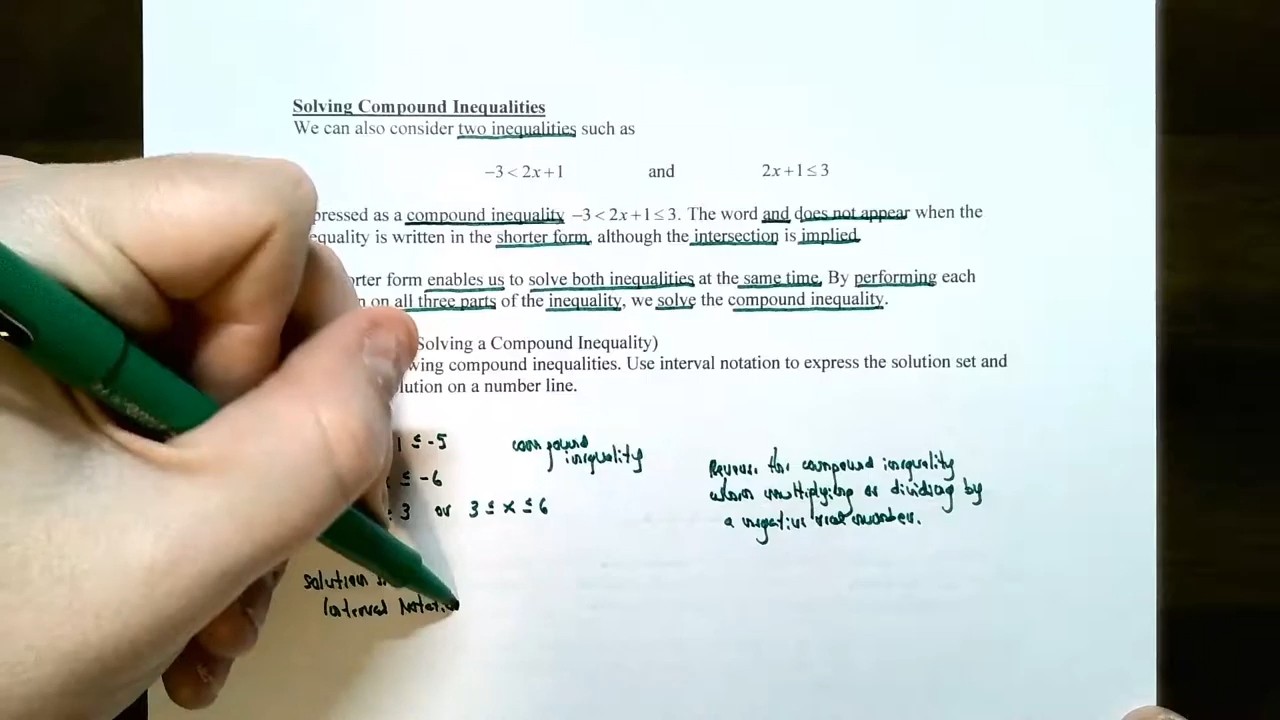 Solving Compound Inequalities
We can also consider two inequalities such as
−3 < 2x + 1 and 2x + 1 ≤ 3
pressed as a compound inequality −3 < 2x + 1 ≤ 3. The word and does not appear when the
equality is written in the shorter form, although the intersection is implied.
rter form enables us to solve both inequalities at the same time. By performing each
n on all three parts of the inequality, we solve the compound inequality.
Solving a Compound Inequality)
wing compound inequalities. Use interval notation to express the solution set and
lution on a number line.
1 ≤ -5 compound
inequality
≤ -6
3 or 3 ≤ x ≤ 6
Reverse the compound inequality
when multiplying or dividing by
a negative real number.
Solution
Interval Notatio